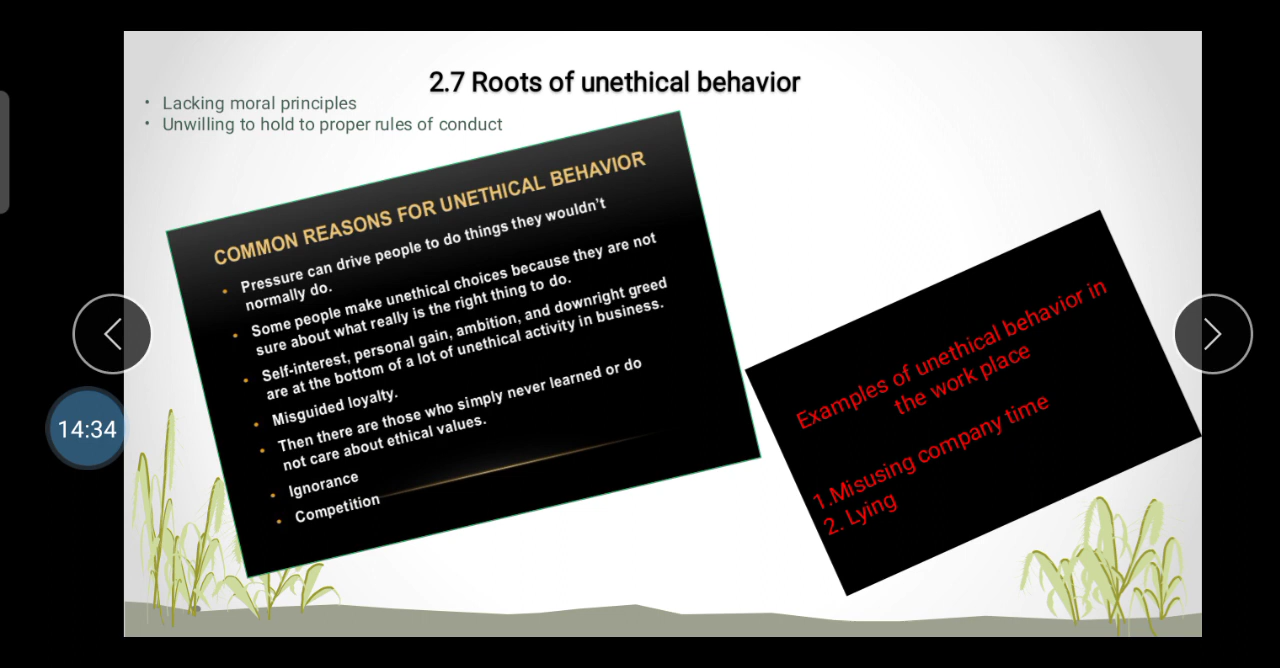 2.7 Roots of unethical behavior
• Lacking moral principles
• Unwilling to hold to proper rules of conduct
COMMON REASONS FOR UNETHICAL BEHAVIOR
• Pressure can drive people to do things they wouldn't
normally do.
• Some people make unethical choices because they are not
sure about what really is the right thing to do.
• Self-interest, personal gain, ambition, and downright greed
are at the bottom of a lot of unethical activity in business.
• Misguided loyalty.
• Then there are those who simply never learned or do
not care about ethical values.
• Ignorance
• Competition
Examples of unethical behavior in
the work place
1.Misusing company time
2. Lying
14:34